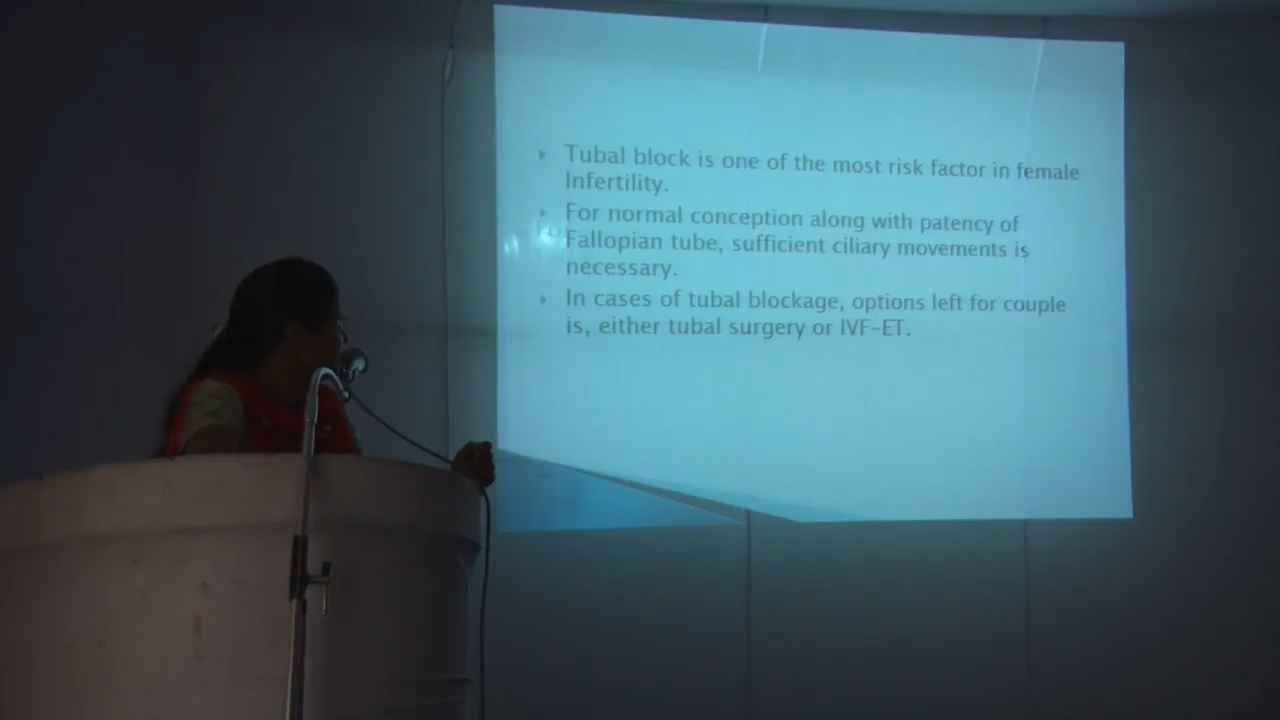 Tubal block is one of the most risk factor in female
Infertility.
For normal conception along with patency of
Fallopian tube, sufficient ciliary movements is
necessary.
In cases of tubal blockage, options left for couple
is, either tubal surgery or IVF-ET.